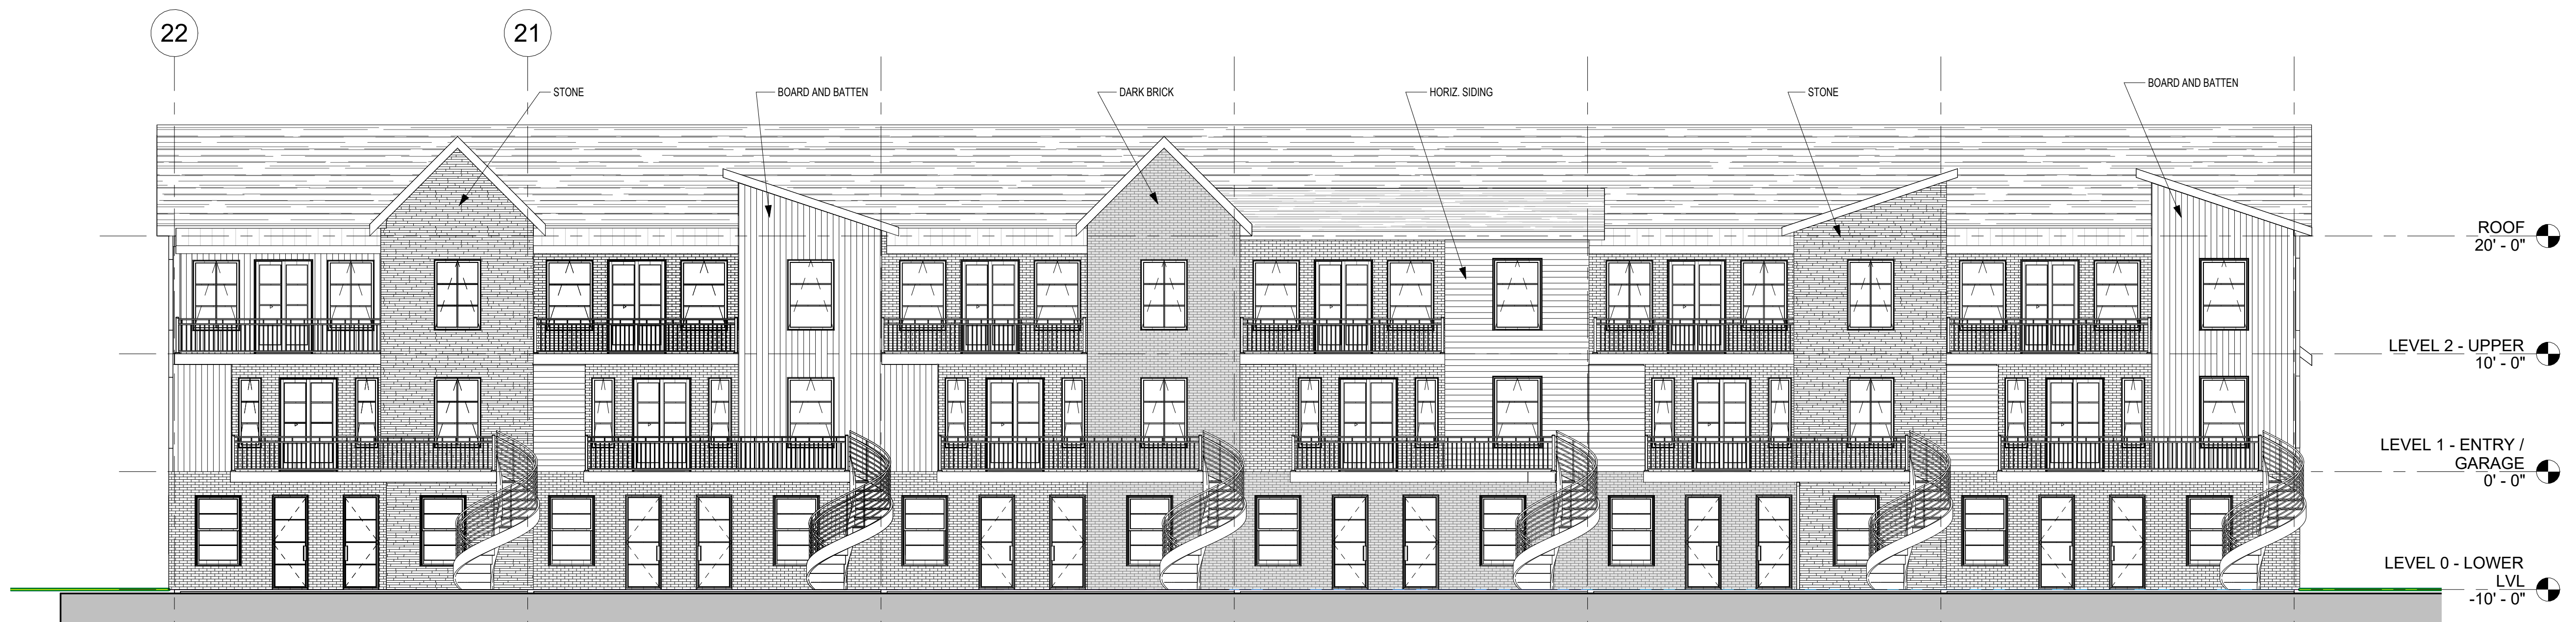 22
21
STONE
BOARD AND BATTEN
DARK BRICK
HORIZ. SIDING
STONE
BOARD AND BATTEN
ROOF
20' - 0"
LEVEL 2 - UPPER
10' - 0"
LEVEL 1 - ENTRY /
GARAGE
0' - 0"
LEVEL 0 - LOWER
LVL
-10' - 0"